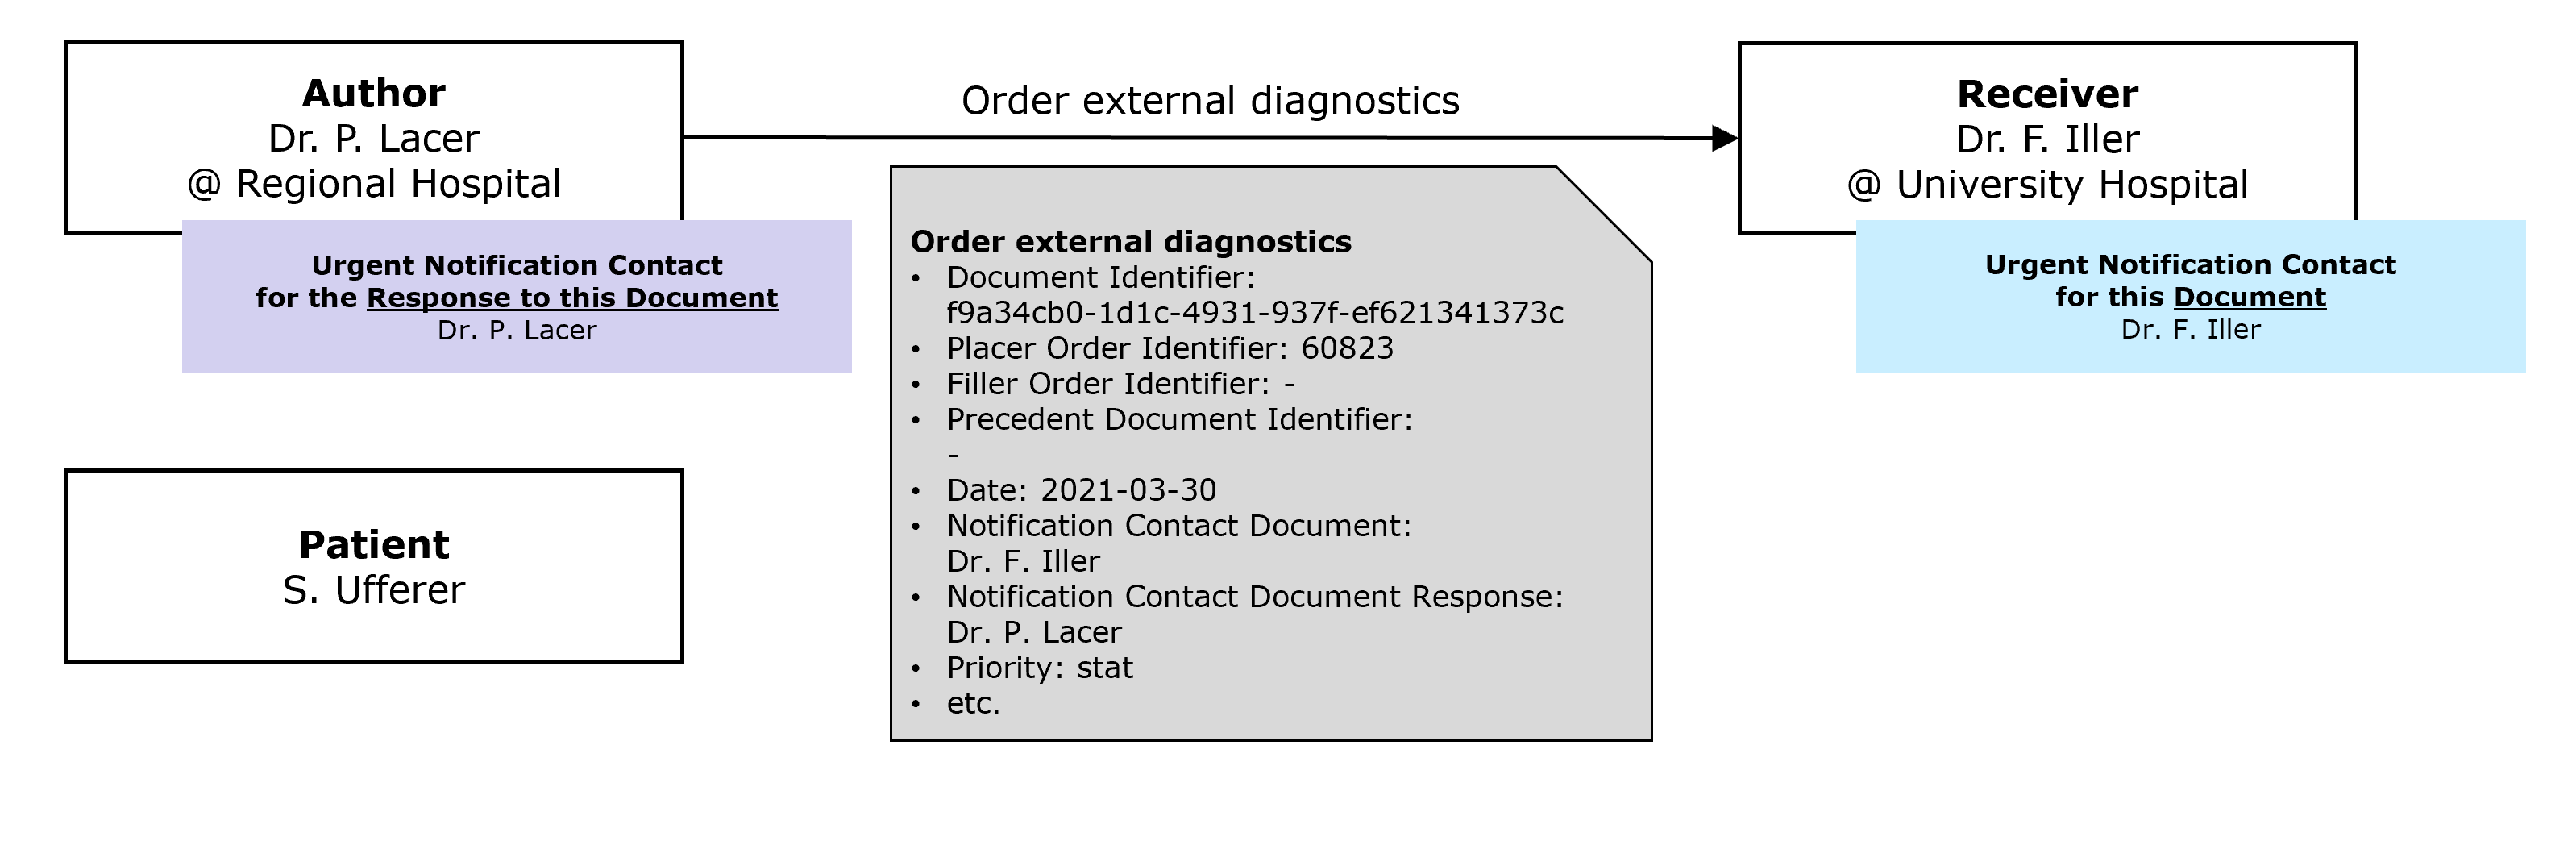 Author
Dr. P. Lacer
@ Regional Hospital
Urgent Notification Contact
for the Response to this Document
Dr. P. Lacer
Patient
S. Ufferer
Order external diagnostics
Order external diagnostics
• Document Identifier:
f9a34cb0-1d1c-4931-937f-ef621341373c
• Placer Order Identifier: 60823
• Filler Order Identifier: -
• Precedent Document Identifier:
-
• Date: 2021-03-30
• Notification Contact Document:
Dr. F. Iller
• Notification Contact Document Response:
Dr. P. Lacer
• Priority: stat
• etc.
Receiver
Dr. F. Iller
@ University Hospital
Urgent Notification Contact
for this Document
Dr. F. Iller